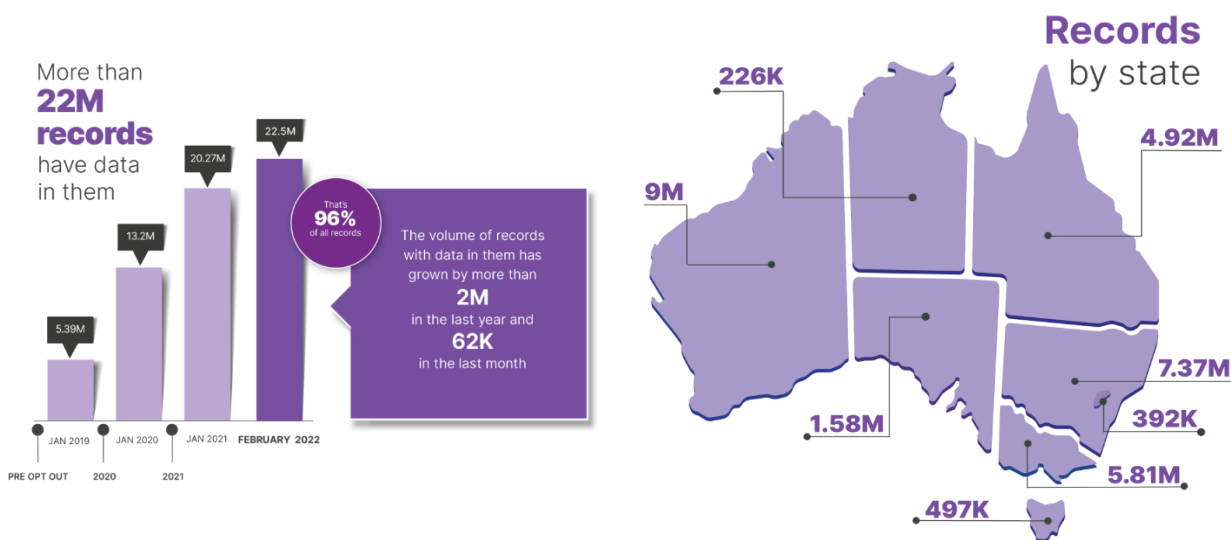 More than
22M
records
have data
in them
5.39M
13.2M
20.27M
22.5M
That's
96%
of all records
The volume of records
with data in them has
grown by more than
2M
in the last year and
62K
in the last month
JAN 2019
JAN 2020
JAN 2021
FEBRUARY 2022
PRE OPT OUT
2020
2021
Records
by state
226K
4.92M
9M
7.37M
392K
1.58M
5.81M
497K